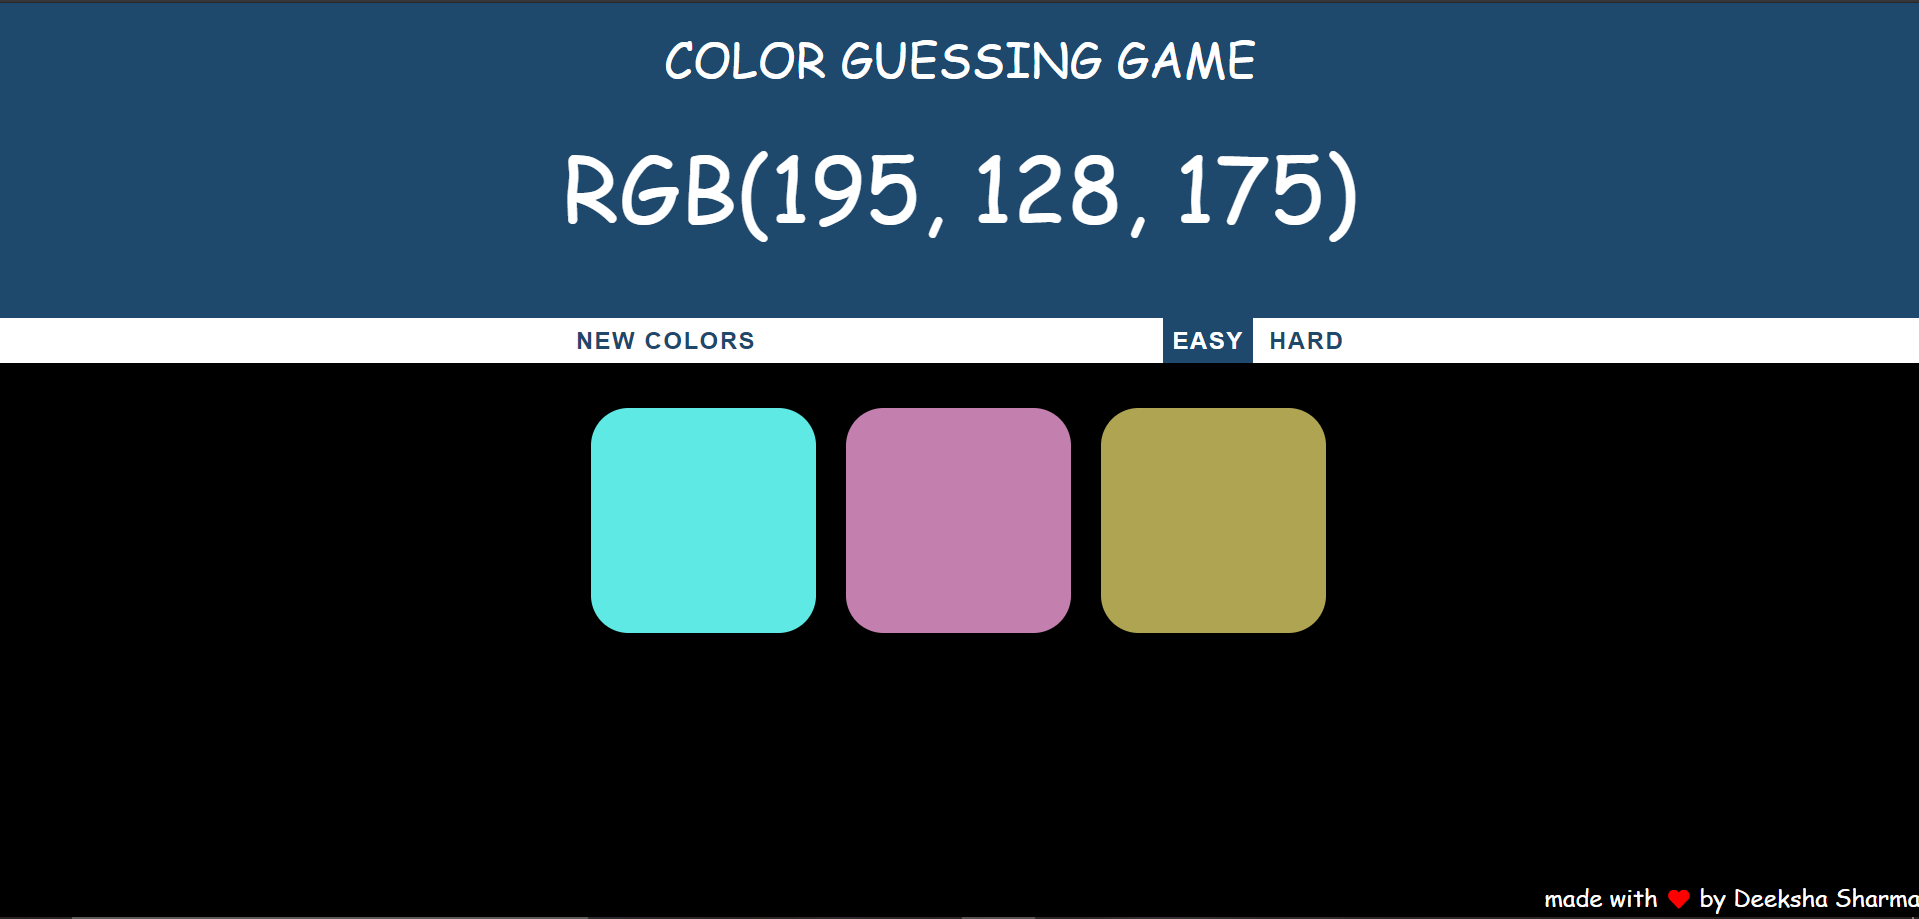 COLOR GUESSING GAME
RGB(195, 128, 175)
NEW COLORS EASY HARD
made with ❤ by Deeksha Sharma